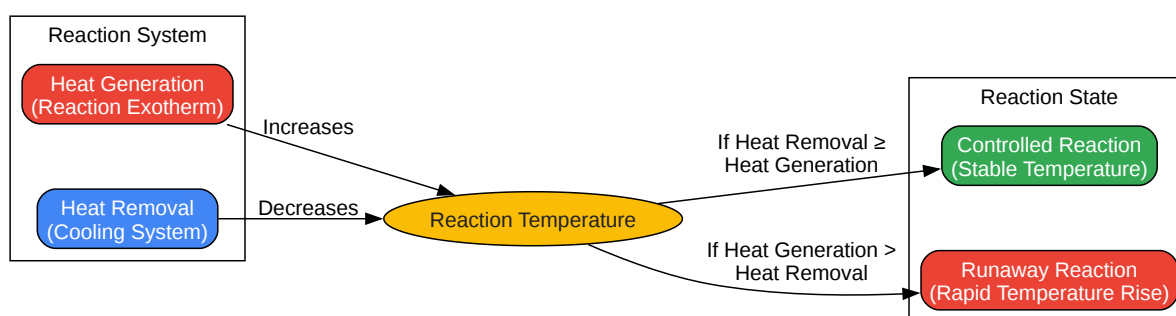 Reaction System
Heat Generation
(Reaction Exotherm)
Increases
Heat Removal
(Cooling System)
Decreases
Reaction Temperature
If Heat Removal ≥
Heat Generation
If Heat Generation >
Heat Removal
Reaction State
Controlled Reaction
(Stable Temperature)
Runaway Reaction
(Rapid Temperature Rise)